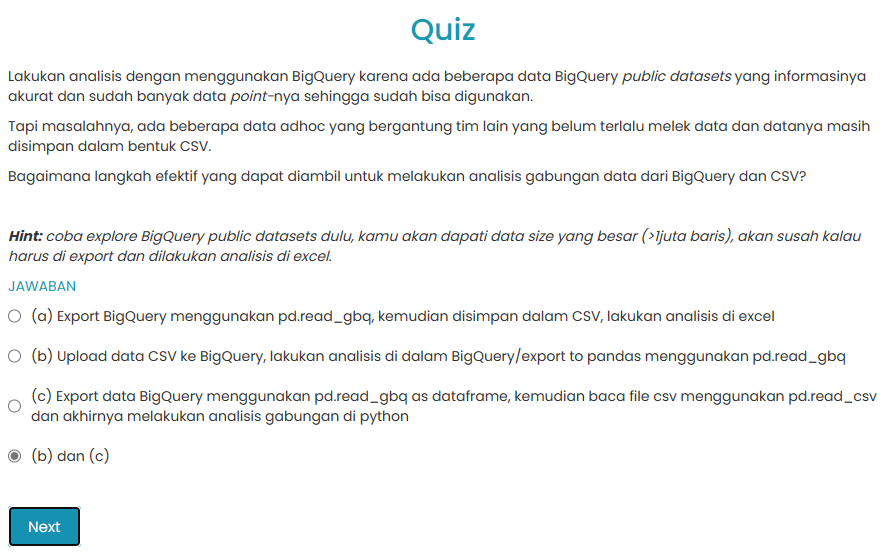 Quiz
Lakukan analisis dengan menggunakan BigQuery karena ada beberapa data BigQuery public datasets yang informasinya
akurat dan sudah banyak data point-nya sehingga sudah bisa digunakan.
Tapi masalahnya, ada beberapa data adhoc yang bergantung tim lain yang belum terlalu melek data dan datanya masih
disimpan dalam bentuk CSV.
Bagaimana langkah efektif yang dapat diambil untuk melakukan analisis gabungan data dari BigQuery dan CSV?
Hint: coba explore BigQuery public datasets dulu, kamu akan dapati data size yang besar (>1juta baris), akan susah kalau
harus di export dan dilakukan analisis di excel.
JAWABAN
(a) Export BigQuery menggunakan pd.read_gbq, kemudian disimpan dalam CSV, lakukan analisis di excel
(b) Upload data CSV ke BigQuery, lakukan analisis di dalam BigQuery/export to pandas menggunakan pd.read_gbq
(c) Export data BigQuery menggunakan pd.read_gbq as dataframe, kemudian baca file csv menggunakan pd.read_csv
dan akhirnya melakukan analisis gabungan di python
(b) dan (c)
Next